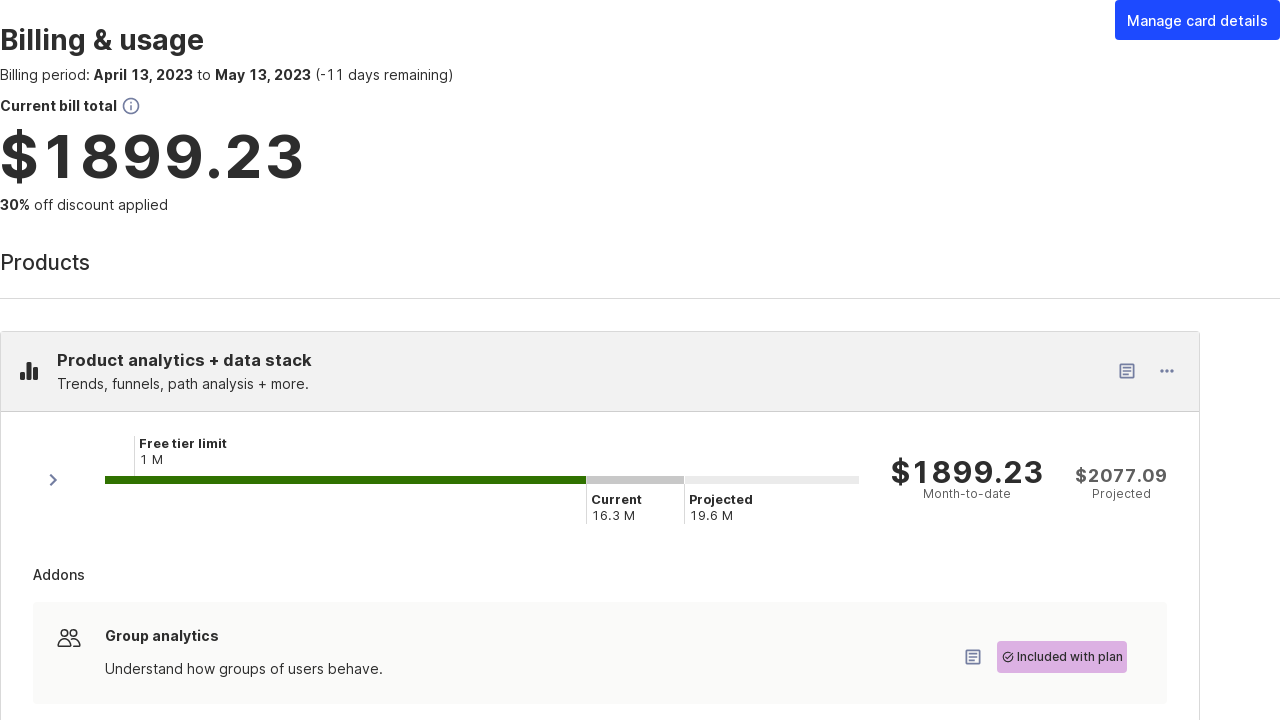 Manage card details
Billing & usage
Billing period: April 13, 2023 to May 13, 2023 (-11 days remaining)
Current bill total
$1899.23
30% off discount applied
Products
Product analytics + data stack
Trends, funnels, path analysis + more.
Free tier limit
1 M
Current
16.3 M
Projected
19.6 M
$1899.23
Month-to-date
$2077.09
Projected
Addons
Group analytics
Understand how groups of users behave.
Included with plan